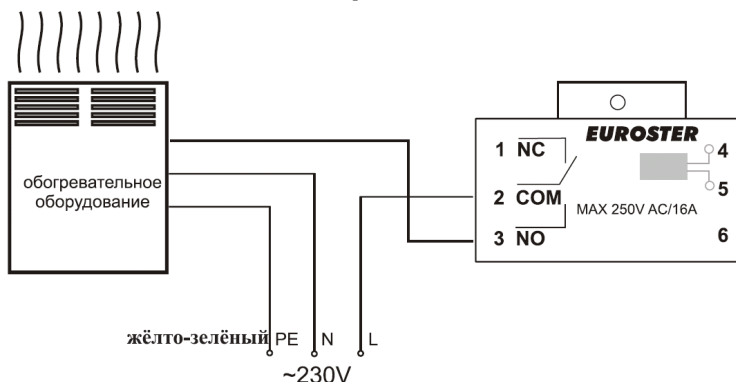 EUROSTER
1 NC
4
обогревательное
оборудование
2 COM
5
MAX 250V AC/16A
3 NO
6
жёлто-зелёный PE N L
~230V